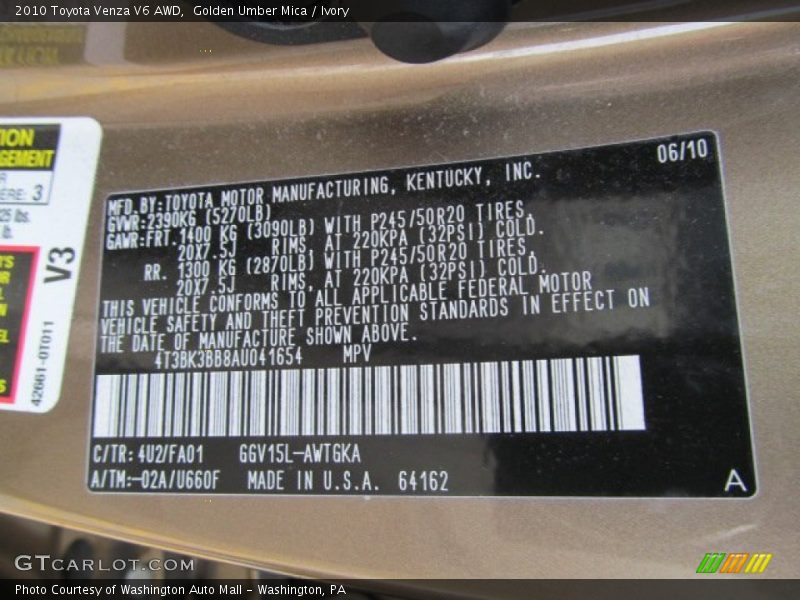 2010 Toyota Venza V6 AWD,  Golden Umber Mica / Ivory
06/10
MFD.BY:TOYOTA MOTOR MANUFACTURING, KENTUCKY, INC.
GVWR:2390KG (5270LB)
GAWR:FRT.1400 KG (3090LB) WITH P245/50R20 TIRES,
20X7.5J RIMS, AT 220KPA (32PSI) COLD.
RR. 1300 KG (2870LB) WITH P245/50R20 TIRES,
20X7.5J RIMS, AT 220KPA (32PSI) COLD.
THIS VEHICLE CONFORMS TO ALL APPLICABLE FEDERAL MOTOR
VEHICLE SAFETY AND THEFT PREVENTION STANDARDS IN EFFECT ON
THE DATE OF MANUFACTURE SHOWN ABOVE.
4T3BK3BB8AU041654 MPV
C/TR: 4U2/FA01 GGV15L-AWTGKA
A/TM:-02A/U660F MADE IN U.S.A. 64162
A
3
lbs.
lb.
V3
42661-0T011
GTCARLOT.COM
Photo Courtesy of Washington Auto Mall - Washington, PA